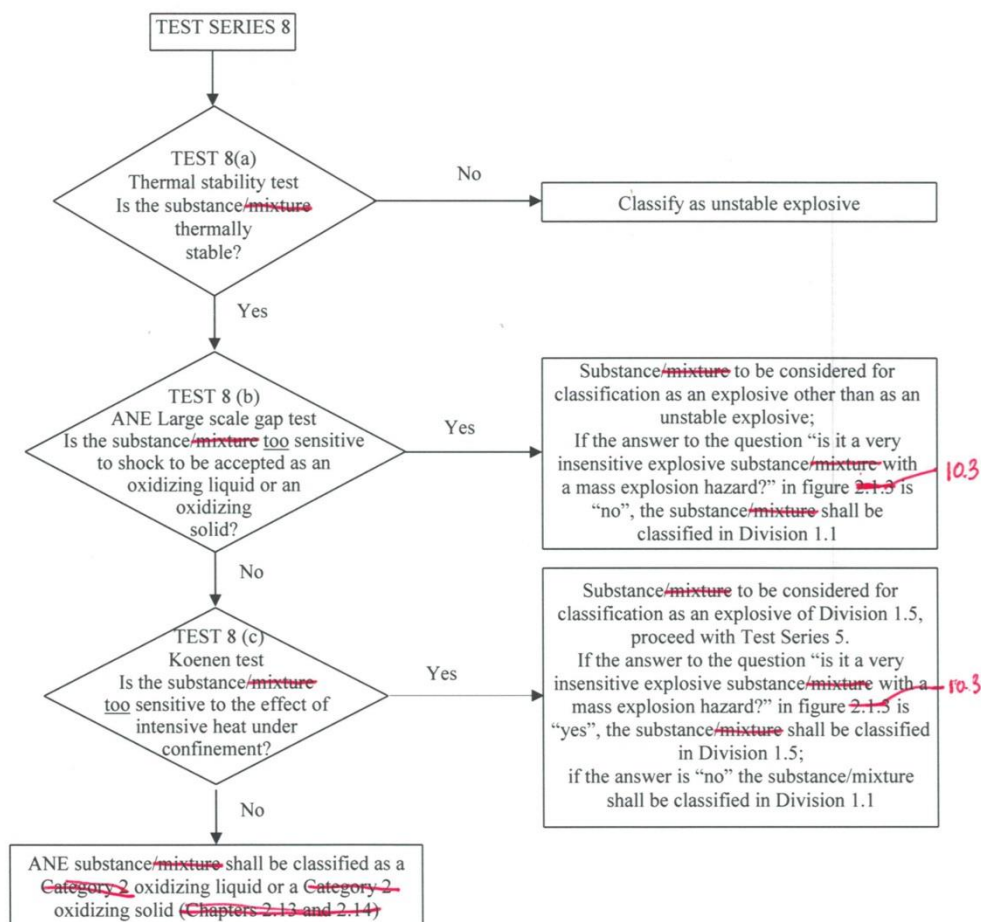 TEST SERIES 8
TEST 8(a)
Thermal stability test
Is the substance/mixture
thermally
stable?
No
Classify as unstable explosive
Yes
TEST 8 (b)
ANE Large scale gap test
Is the substance/mixture too sensitive
to shock to be accepted as an
oxidizing liquid or an
oxidizing
solid?
Yes
Substance/mixture to be considered for
classification as an explosive other than as an
unstable explosive;
If the answer to the question “is it a very
insensitive explosive substance/mixture with
a mass explosion hazard?” in figure 2.1.3 is
“no”, the substance/mixture shall be
classified in Division 1.1
10.3
No
TEST 8 (c)
Koenen test
Is the substance/mixture
too sensitive to the effect of
intensive heat under
confinement?
Yes
Substance/mixture to be considered for
classification as an explosive of Division 1.5,
proceed with Test Series 5.
If the answer to the question “is it a very
insensitive explosive substance/mixture with a
mass explosion hazard?” in figure 2.1.3 is
“yes”, the substance/mixture shall be classified
in Division 1.5;
if the answer is “no” the substance/mixture
shall be classified in Division 1.1
10.3
No
ANE substance/mixture shall be classified as a
Category 2 oxidizing liquid or a Category 2
oxidizing solid (Chapters 2.13 and 2.14)